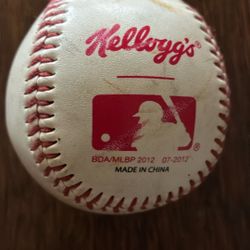 Kellogg's
BDA/MLBP 2012 07-2012
MADE IN CHINA